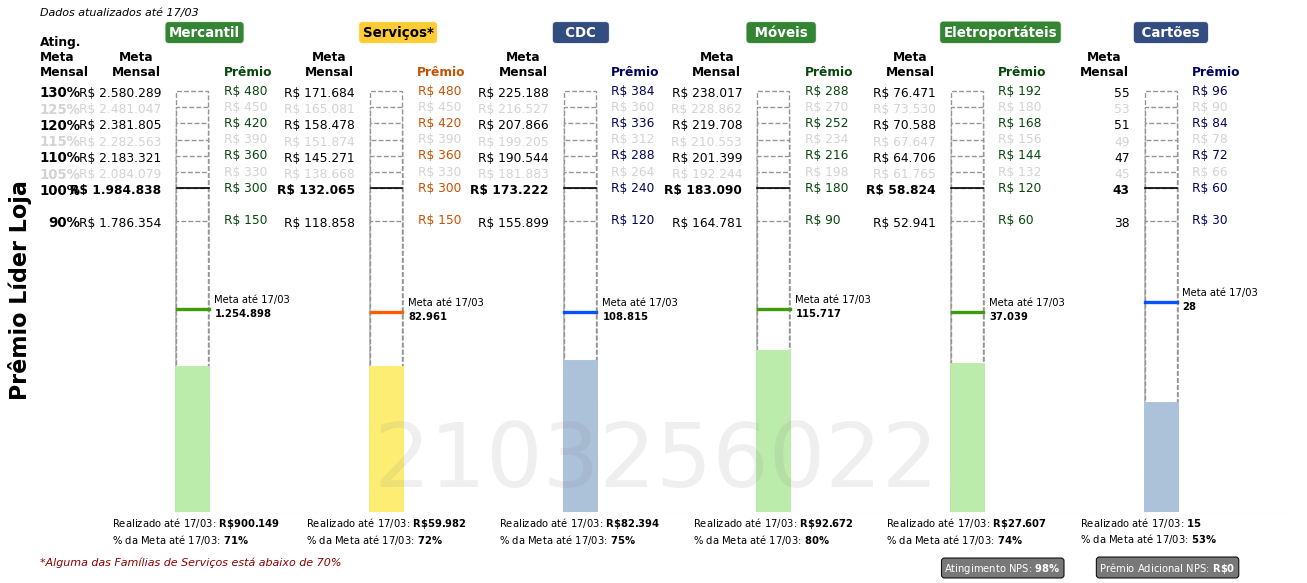 Dados atualizados até 17/03
Mercantil Serviços* CDC Móveis Eletroportáteis Cartões
Ating.
Meta Meta Meta Meta Meta Meta Meta
Mensal Mensal Prêmio Mensal Prêmio Mensal Prêmio Mensal Prêmio Mensal Prêmio Mensal Prêmio
130% R$ 2.580.289 R$ 480 R$ 171.684 R$ 480 R$ 225.188 R$ 384 R$ 238.017 R$ 288 R$ 76.471 R$ 192 55 R$ 96
125% R$ 2.481.047 R$ 450 R$ 165.081 R$ 450 R$ 216.527 R$ 360 R$ 228.862 R$ 270 R$ 73.530 R$ 180 53 R$ 90
120% R$ 2.381.805 R$ 420 R$ 158.478 R$ 420 R$ 207.866 R$ 336 R$ 219.708 R$ 252 R$ 70.588 R$ 168 51 R$ 84
115% R$ 2.282.563 R$ 390 R$ 151.874 R$ 390 R$ 199.205 R$ 312 R$ 210.553 R$ 234 R$ 67.647 R$ 156 49 R$ 78
110% R$ 2.183.321 R$ 360 R$ 145.271 R$ 360 R$ 190.544 R$ 288 R$ 201.399 R$ 216 R$ 64.706 R$ 144 47 R$ 72
105% R$ 2.084.079 R$ 330 R$ 138.668 R$ 330 R$ 181.883 R$ 264 R$ 192.244 R$ 198 R$ 61.765 R$ 132 45 R$ 66
100% R$ 1.984.838 R$ 300 R$ 132.065 R$ 300 R$ 173.222 R$ 240 R$ 183.090 R$ 180 R$ 58.824 R$ 120 43 R$ 60
90% R$ 1.786.354 R$ 150 R$ 118.858 R$ 150 R$ 155.899 R$ 120 R$ 164.781 R$ 90 R$ 52.941 R$ 60 38 R$ 30
Prêmio Líder Loja
Meta até 17/03 Meta até 17/03 Meta até 17/03 Meta até 17/03 Meta até 17/03 Meta até 17/03
1.254.898 82.961 108.815 115.717 37.039 28
2103256022
Realizado até 17/03: R$900.149 Realizado até 17/03: R$59.982 Realizado até 17/03: R$82.394 Realizado até 17/03: R$92.672 Realizado até 17/03: R$27.607 Realizado até 17/03: 15
% da Meta até 17/03: 71% % da Meta até 17/03: 72% % da Meta até 17/03: 75% % da Meta até 17/03: 80% % da Meta até 17/03: 74% % da Meta até 17/03: 53%
*Alguma das Famílias de Serviços está abaixo de 70% Atingimento NPS: 98% Prêmio Adicional NPS: R$0